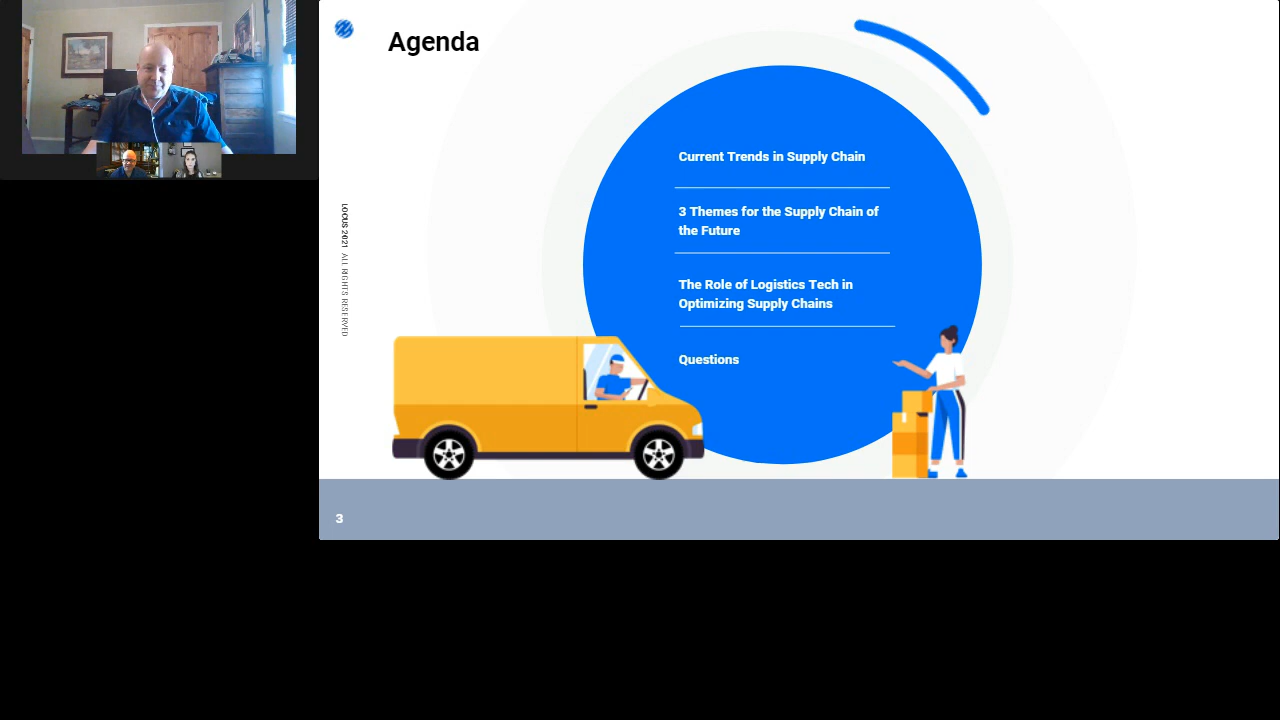 Agenda
Current Trends in Supply Chain
3 Themes for the Supply Chain of
the Future
The Role of Logistics Tech in
Optimizing Supply Chains
Questions
LOCUS 2021 ALL RIGHTS RESERVED
3